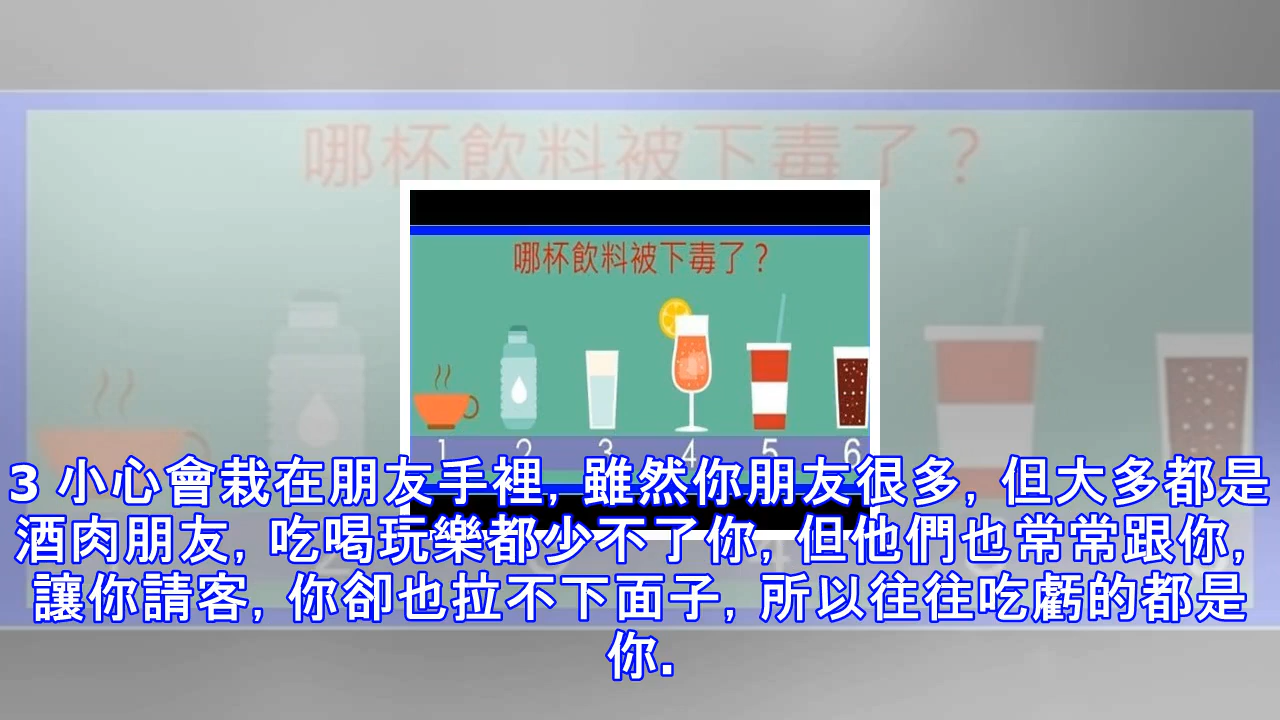 哪杯飲料被下毒了？
哪杯飲料被下毒了？
1 2 3 4 5 6
3 小心會栽在朋友手裡, 雖然你朋友很多, 但大多都是
酒肉朋友, 吃喝玩樂都少不了你, 但他們也常常跟你,
讓你請客, 你卻也拉不下面子, 所以往往吃虧的都是
你.